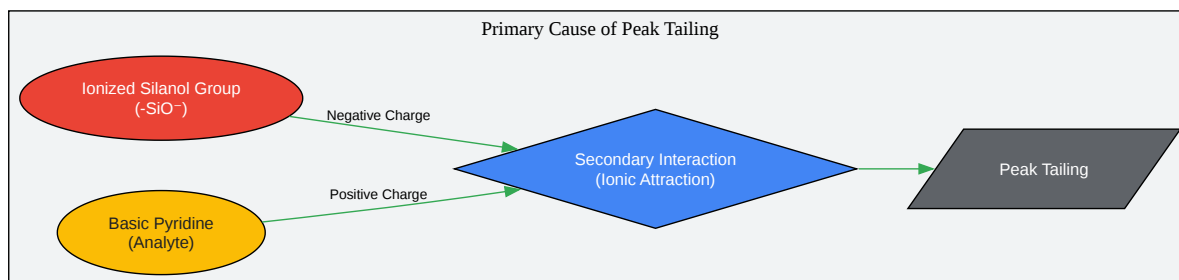 Primary Cause of Peak Tailing
Ionized Silanol Group
(-SiO⁻)
Negative Charge
Secondary Interaction
(Ionic Attraction)
Peak Tailing
Positive Charge
Basic Pyridine
(Analyte)